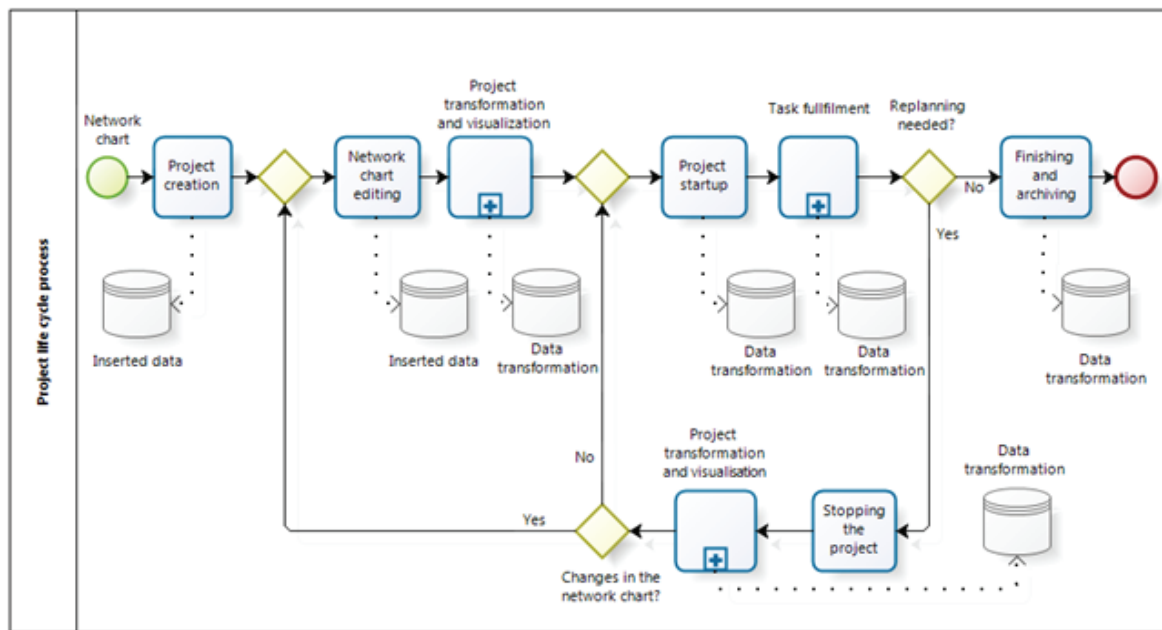 Project life cycle process
Network
chart
Project
creation
Network
chart
editing
Project
transformation
and visualization
Project
startup
Task fullfilment
Replanning
needed?
No
Yes
Finishing
and
archiving
Inserted data
Inserted data
Data
transformation
Data
transformation
Data
transformation
Data
transformation
No
Yes
Changes in the
network chart?
Project
transformation
and visualisation
Stopping
the
project
Data
transformation